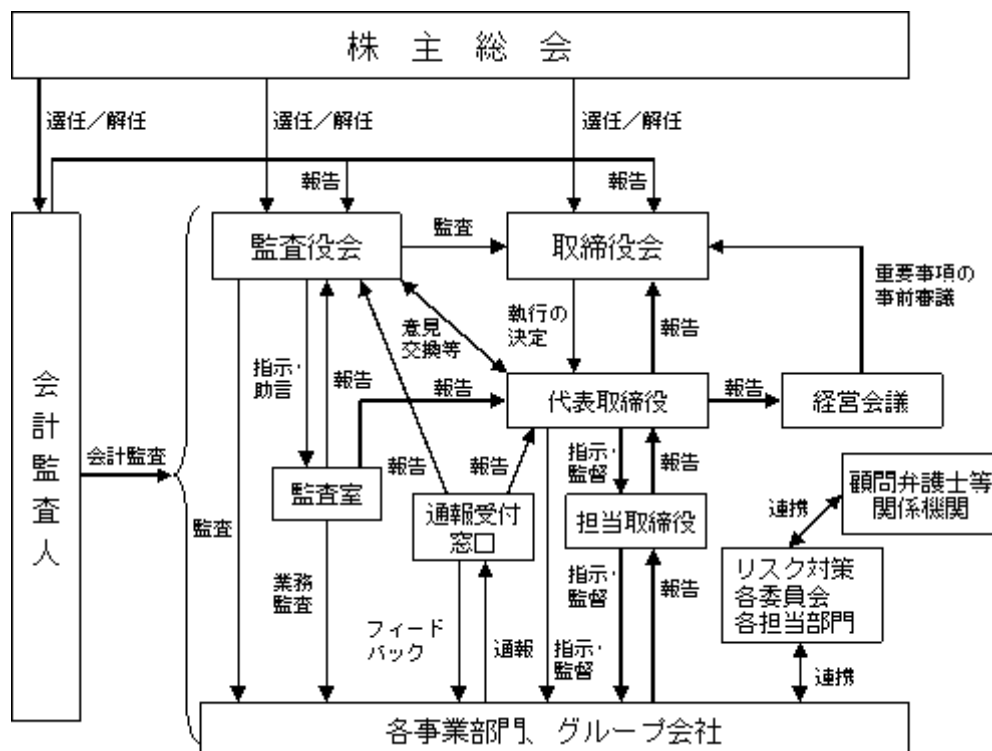 株主総会
選任／解任
選任／解任
選任／解任
報告
報告
監査役会
監査
取締役会
重要事項の
事前審議
執行の
決定
報告
意見
交換等
指示・
助言
報告
報告
代表取締役
報告
経営会議
会計監査人
会計監査
監査
監査室
報告
報告
通報受付
窓口
指示・
監督
報告
担当取締役
顧問弁護士等
関係機関
連携
リスク対策
各委員会
各担当部門
業務
監査
指示・
監督
報告
フィード
バック
通報
指示・
監督
連携
各事業部門、グループ会社